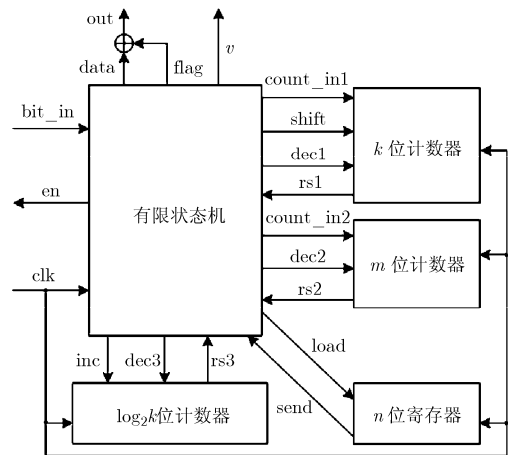 out
v
data
flag
bit_in
count_in1
shift
k 位计数器
dec1
rs1
en
有限状态机
count_in2
dec2
m 位计数器
clk
rs2
load
inc
dec3
rs3
send
log₂k位计数器
n 位寄存器